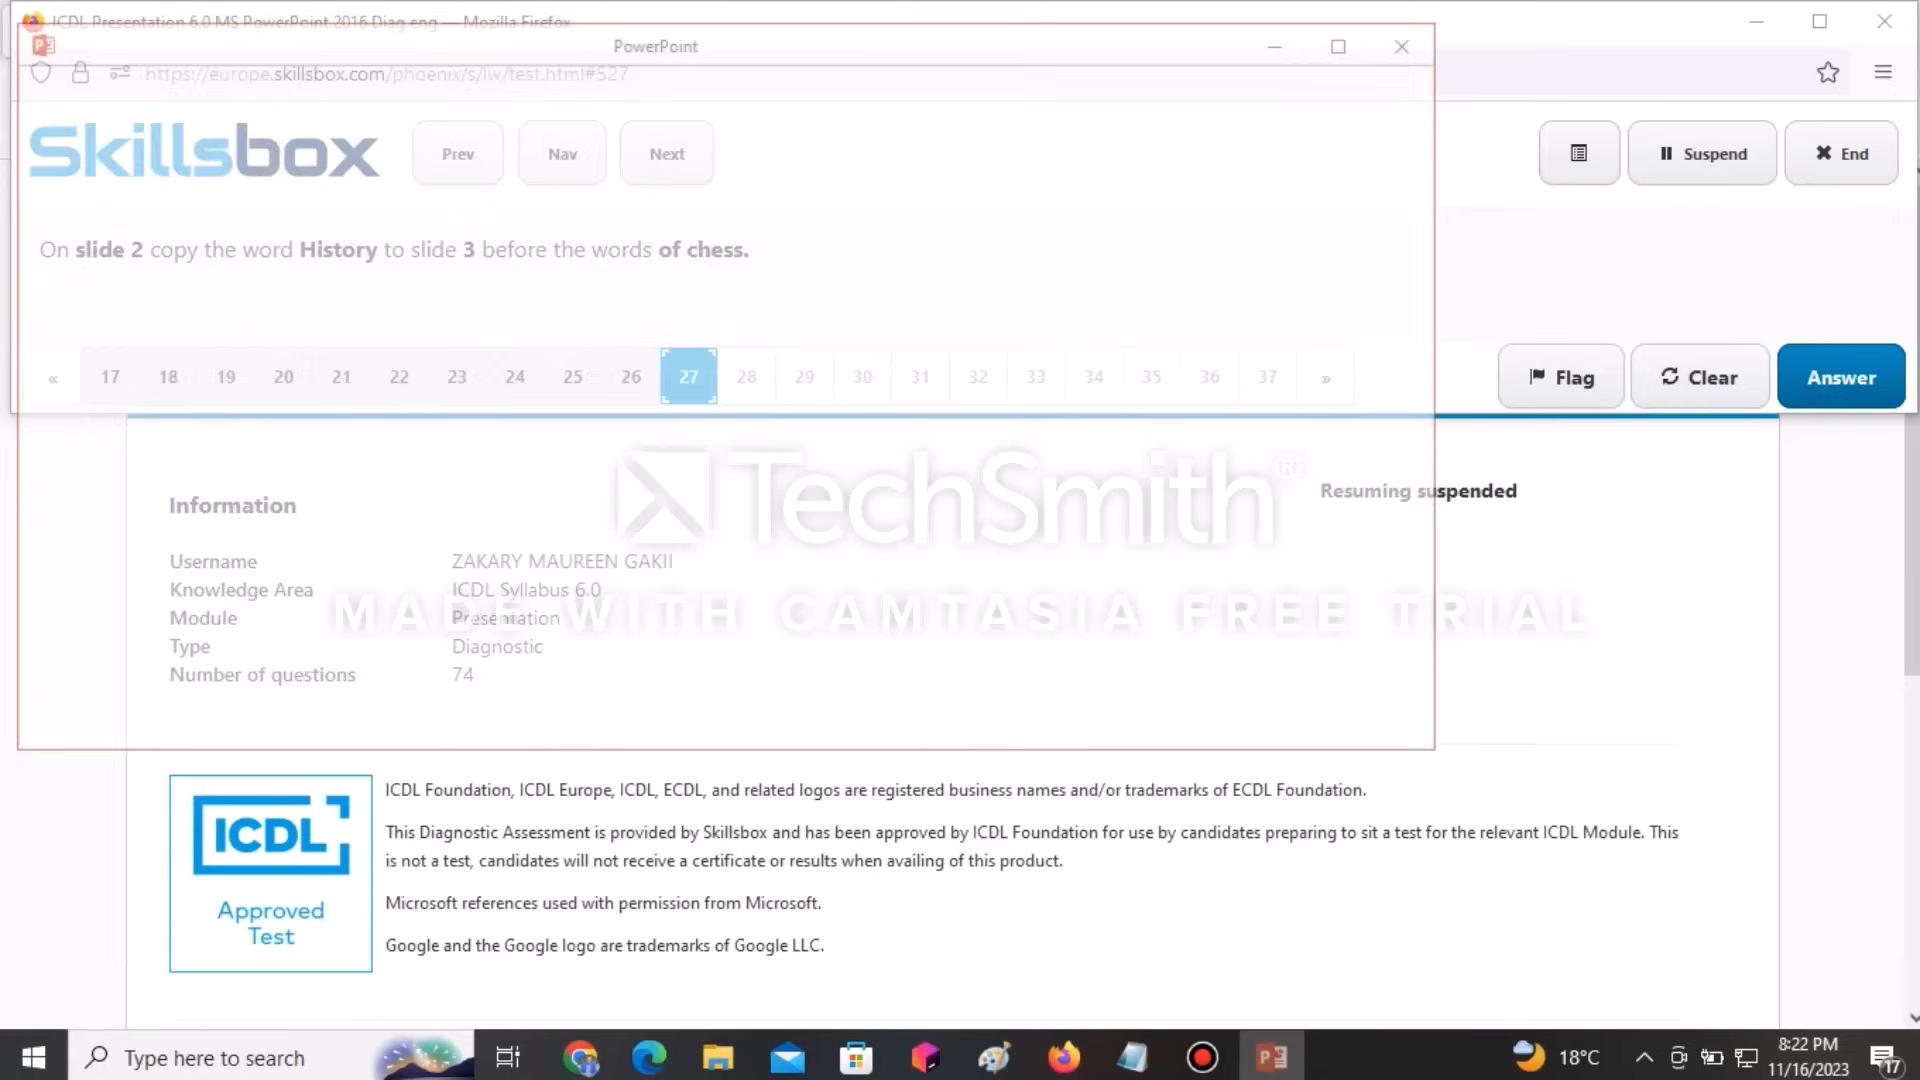 ICDL Presentation 6.0 MS PowerPoint 2016 Diag eng — Mozilla Firefox
PowerPoint
https://europe.skillsbox.com/phoenix/s/lw/test.html#527
Skillsbox
Prev
Nav
Next
Suspend
End
On slide 2 copy the word History to slide 3 before the words of chess.
« 17 18 19 20 21 22 23 24 25 26 27 28 29 30 31 32 33 34 35 36 37 »
Flag
Clear
Answer
TechSmith®
MADE WITH CAMTASIA FREE TRIAL
Resuming suspended
Information
Username ZAKARY MAUREEN GAKII
Knowledge Area ICDL Syllabus 6.0
Module Presentation
Type Diagnostic
Number of questions 74
ICDL
Approved
Test
ICDL Foundation, ICDL Europe, ICDL, ECDL, and related logos are registered business names and/or trademarks of ECDL Foundation.
This Diagnostic Assessment is provided by Skillsbox and has been approved by ICDL Foundation for use by candidates preparing to sit a test for the relevant ICDL Module. This
is not a test, candidates will not receive a certificate or results when availing of this product.
Microsoft references used with permission from Microsoft.
Google and the Google logo are trademarks of Google LLC.
Type here to search
18°C
8:22 PM
11/16/2023
17